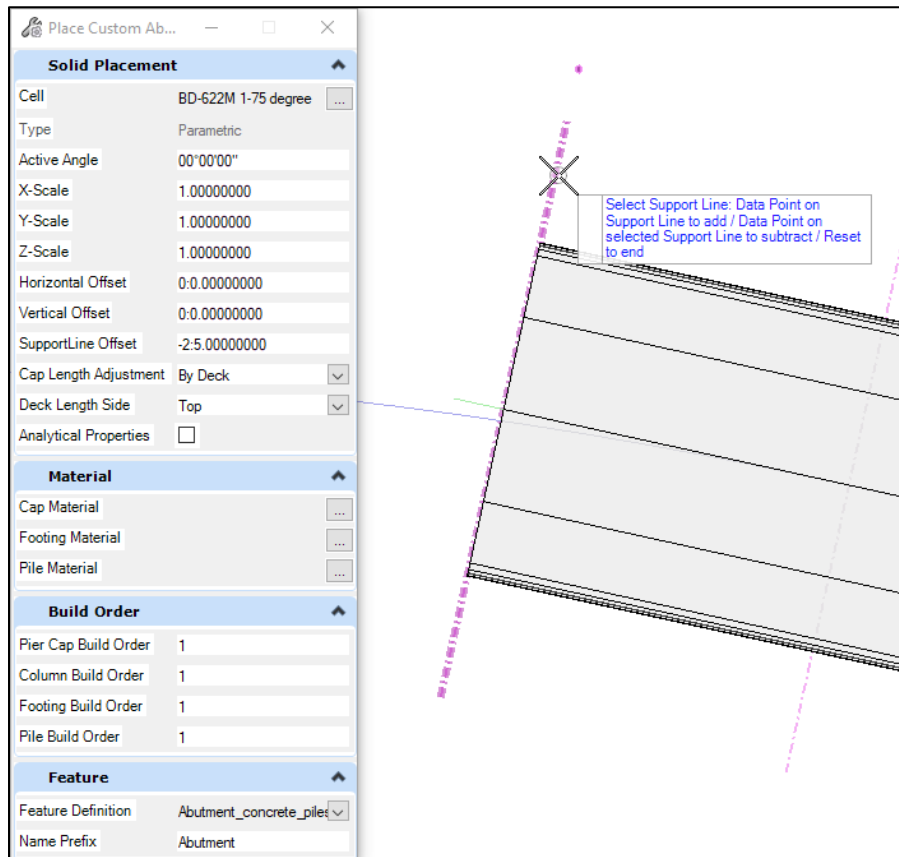 Place Custom Ab...
Solid Placement
Cell BD-622M 1-75 degree ...
Type Parametric
Active Angle 00°00'00"
X-Scale 1.00000000
Y-Scale 1.00000000
Z-Scale 1.00000000
Horizontal Offset 0:0.00000000
Vertical Offset 0:0.00000000
SupportLine Offset -2:5.00000000
Cap Length Adjustment By Deck
Deck Length Side Top
Analytical Properties
Material
Cap Material ...
Footing Material ...
Pile Material ...
Build Order
Pier Cap Build Order 1
Column Build Order 1
Footing Build Order 1
Pile Build Order 1
Feature
Feature Definition Abutment_concrete_piles
Name Prefix Abutment
Select Support Line: Data Point on
Support Line to add / Data Point on
selected Support Line to subtract / Reset
to end